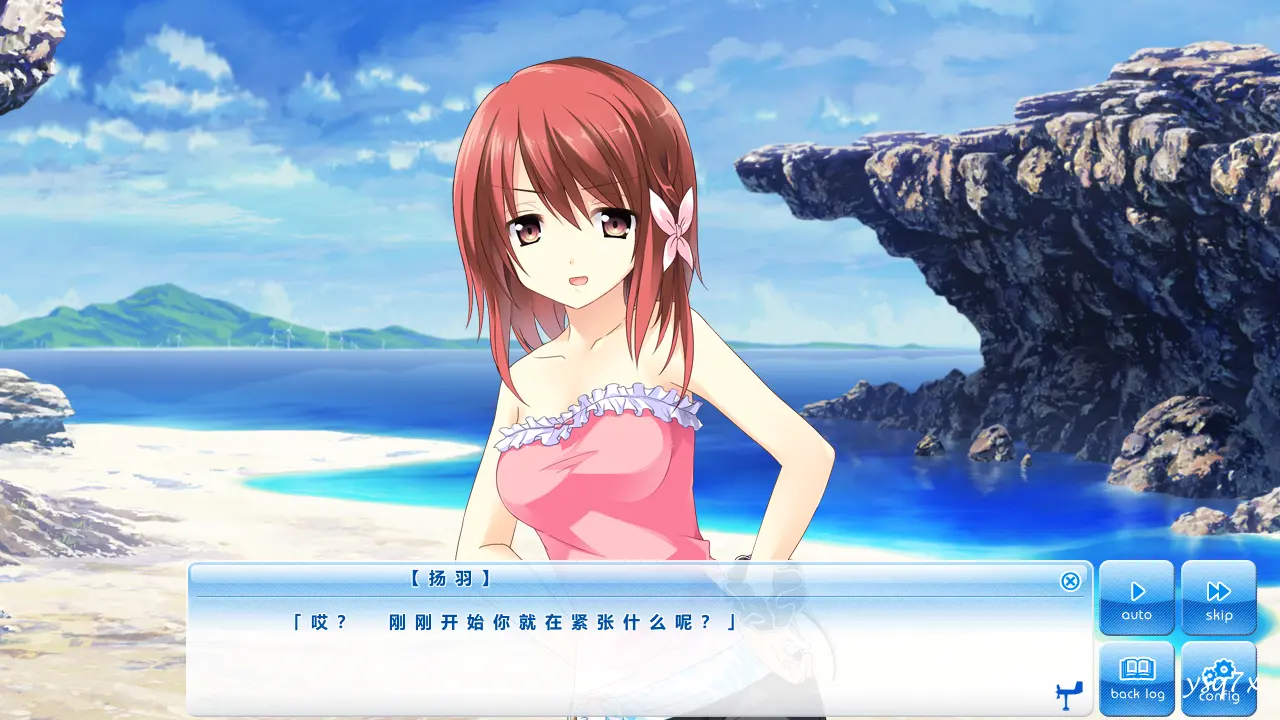 【扬羽】
「哎？　刚刚开始你就在紧张什么呢？」
auto
skip
back log
config